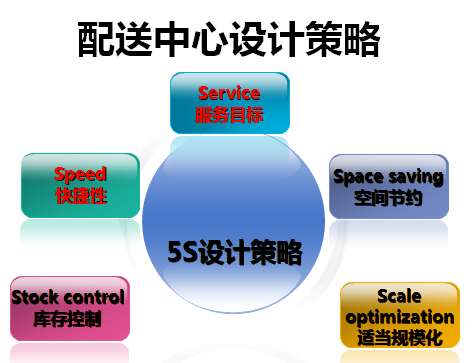 配送中心设计策略
Service
服务目标
Speed
快捷性
Space saving
空间节约
5S设计策略
Stock control
库存控制
Scale
optimization
适当规模化